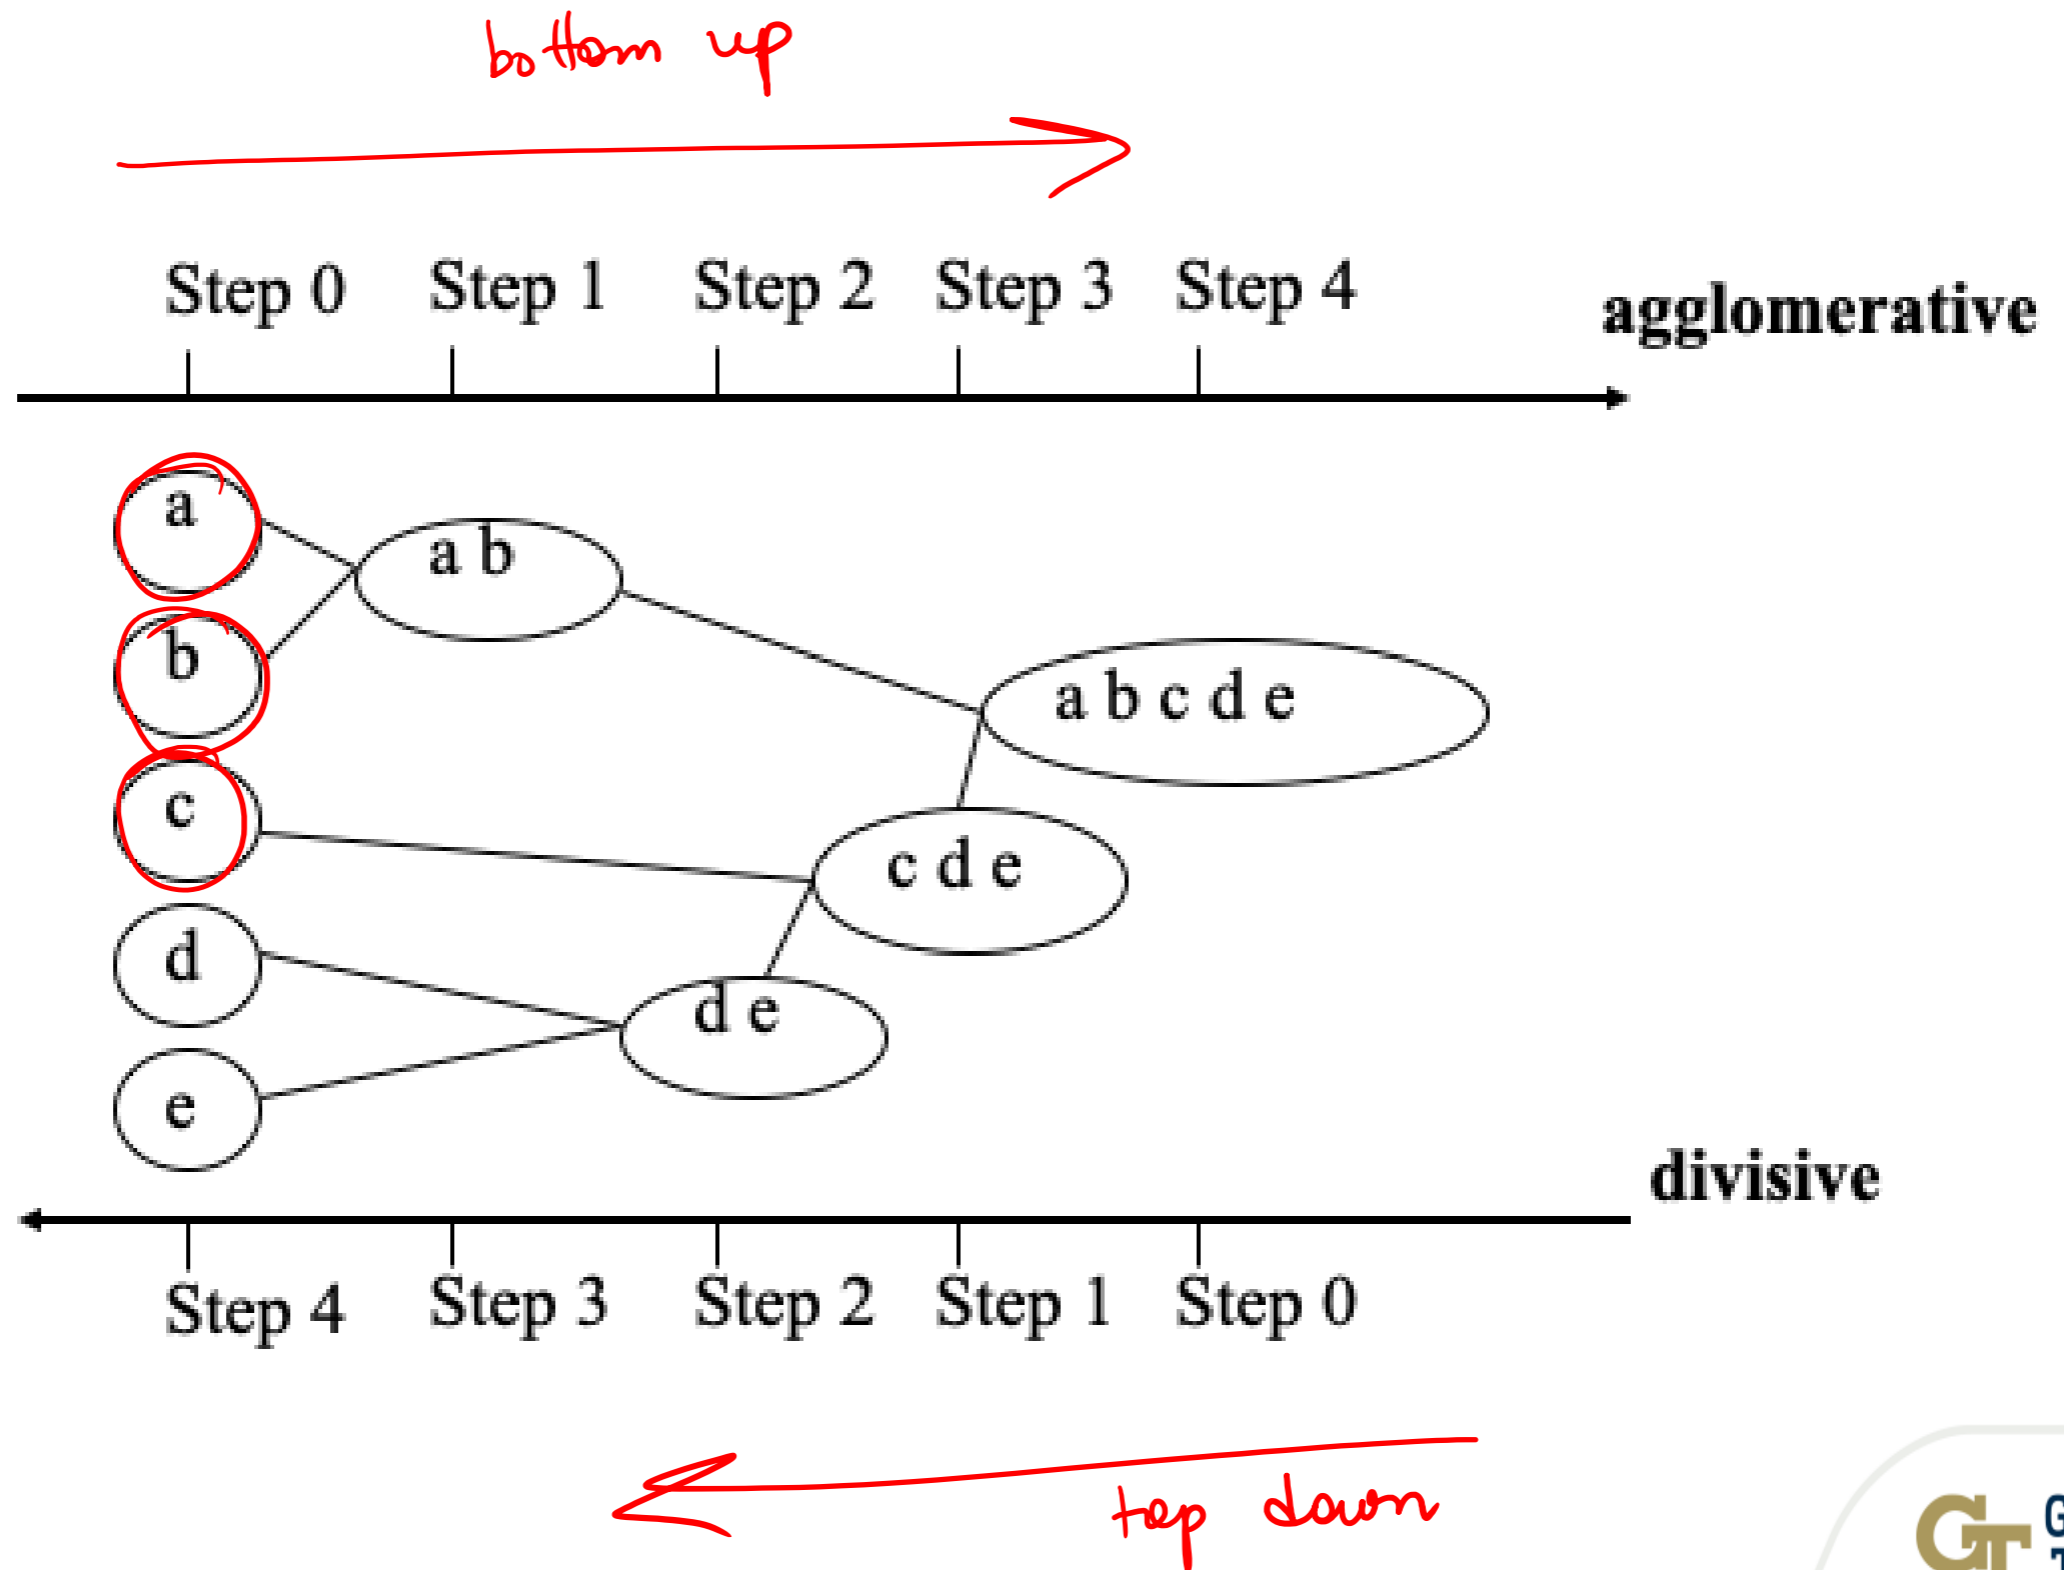 bottom up
Step 0 Step 1 Step 2 Step 3 Step 4
agglomerative
a
a b
b
a b c d e
c
c d e
d
d e
e
divisive
Step 4 Step 3 Step 2 Step 1 Step 0
top down
GT G